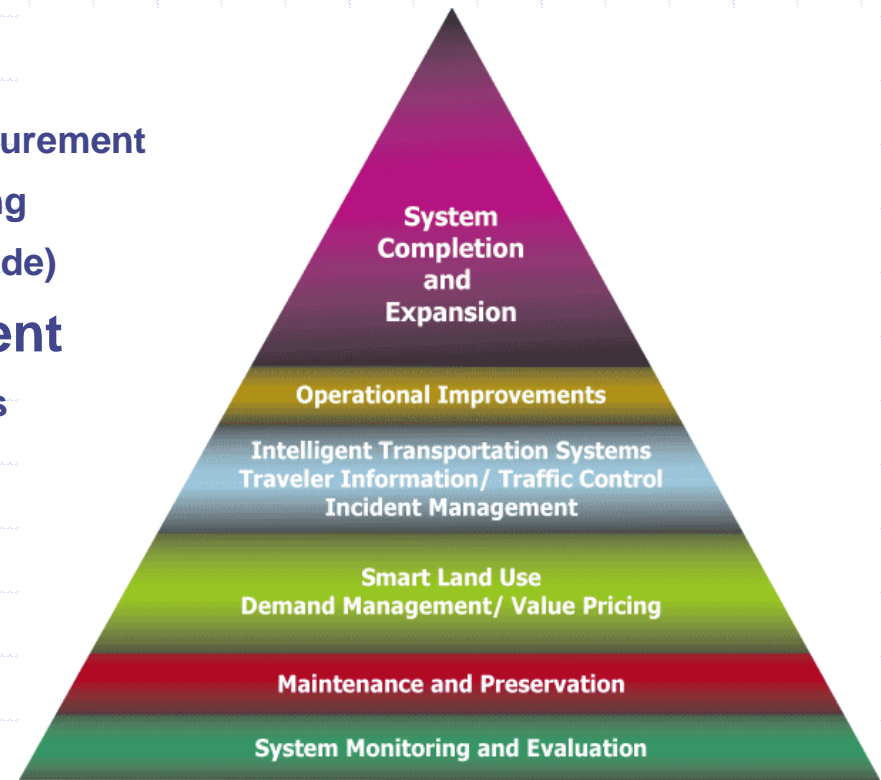 urement
ng
de)
ent
s
System
Completion
and
Expansion
Operational Improvements
Intelligent Transportation Systems
Traveler Information/ Traffic Control
Incident Management
Smart Land Use
Demand Management/ Value Pricing
Maintenance and Preservation
System Monitoring and Evaluation